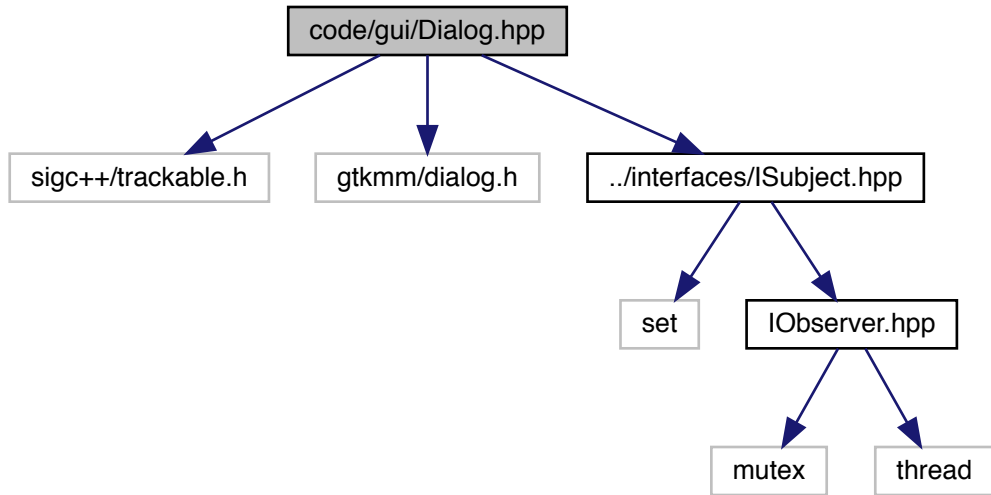 code/gui/Dialog.hpp
sigc++/trackable.h
gtkmm/dialog.h
../interfaces/ISubject.hpp
set
IObserver.hpp
mutex
thread